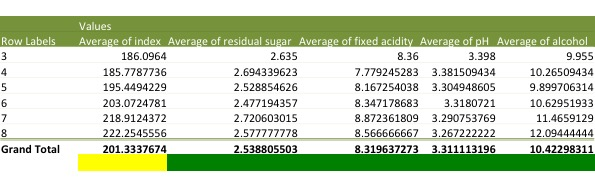 Values
Row Labels Average of index Average of residual sugar Average of fixed acidity Average of pH Average of alcohol
3 186.0964 2.635 8.36 3.398 9.955
4 185.7787736 2.694339623 7.779245283 3.381509434 10.26509434
5 195.4494229 2.528854626 8.167254038 3.304948605 9.899706314
6 203.0724781 2.477194357 8.347178683 3.3180721 10.62951933
7 218.9124372 2.720603015 8.872361809 3.290753769 11.4659129
8 222.2545556 2.577777778 8.566666667 3.267222222 12.09444444
Grand Total 201.3337674 2.538805503 8.319637273 3.311113196 10.42298311